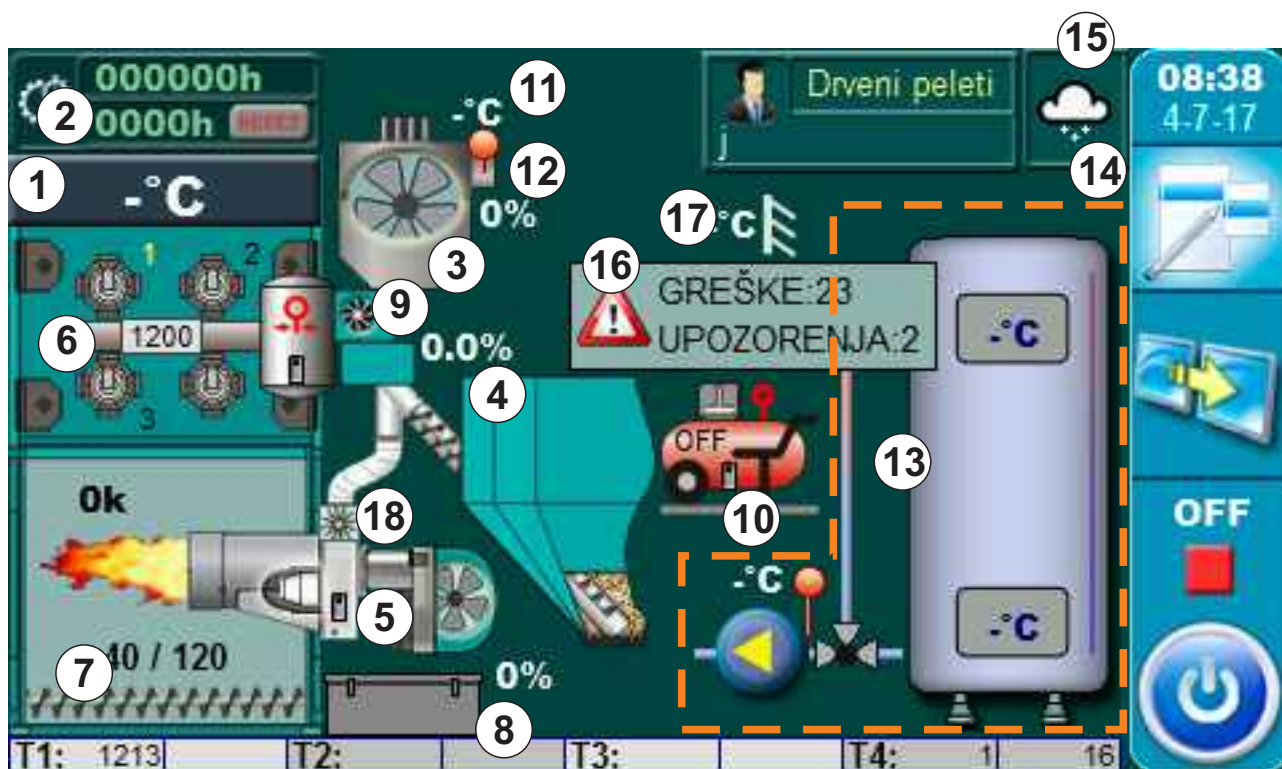 15
000000h
11
-°C
Drveni peleti
08:38
2
0000h RESET
j
4-7-17
1
-°C
12
14
0%
17
°C
1
2
3
16
GREŠKE:23
9
6
1200
0.0%
UPOZORENJA:2
-°C
4
3
OFF
13
0k
18
10
OFF
-°C
5
-°C
7
40 / 120
0%
8
T1: 1213 T2: T3: T4: 1 16